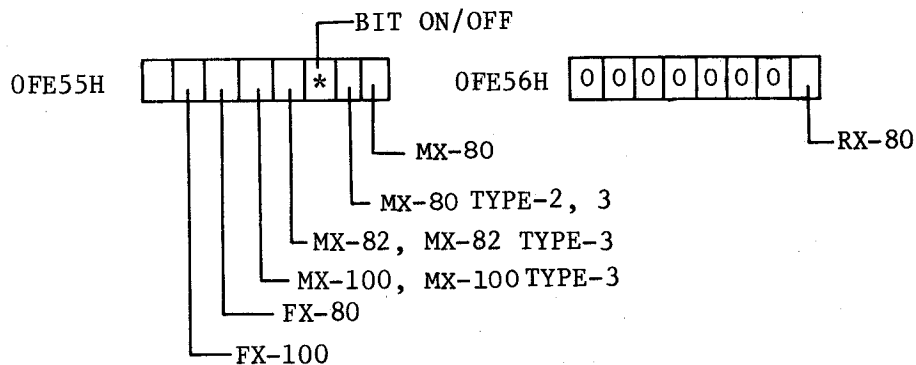 BIT ON/OFF
0FE55H * 0FE56H 0 0 0 0 0 0 0
MX-80 RX-80
MX-80 TYPE-2, 3
MX-82, MX-82 TYPE-3
MX-100, MX-100 TYPE-3
FX-80
FX-100